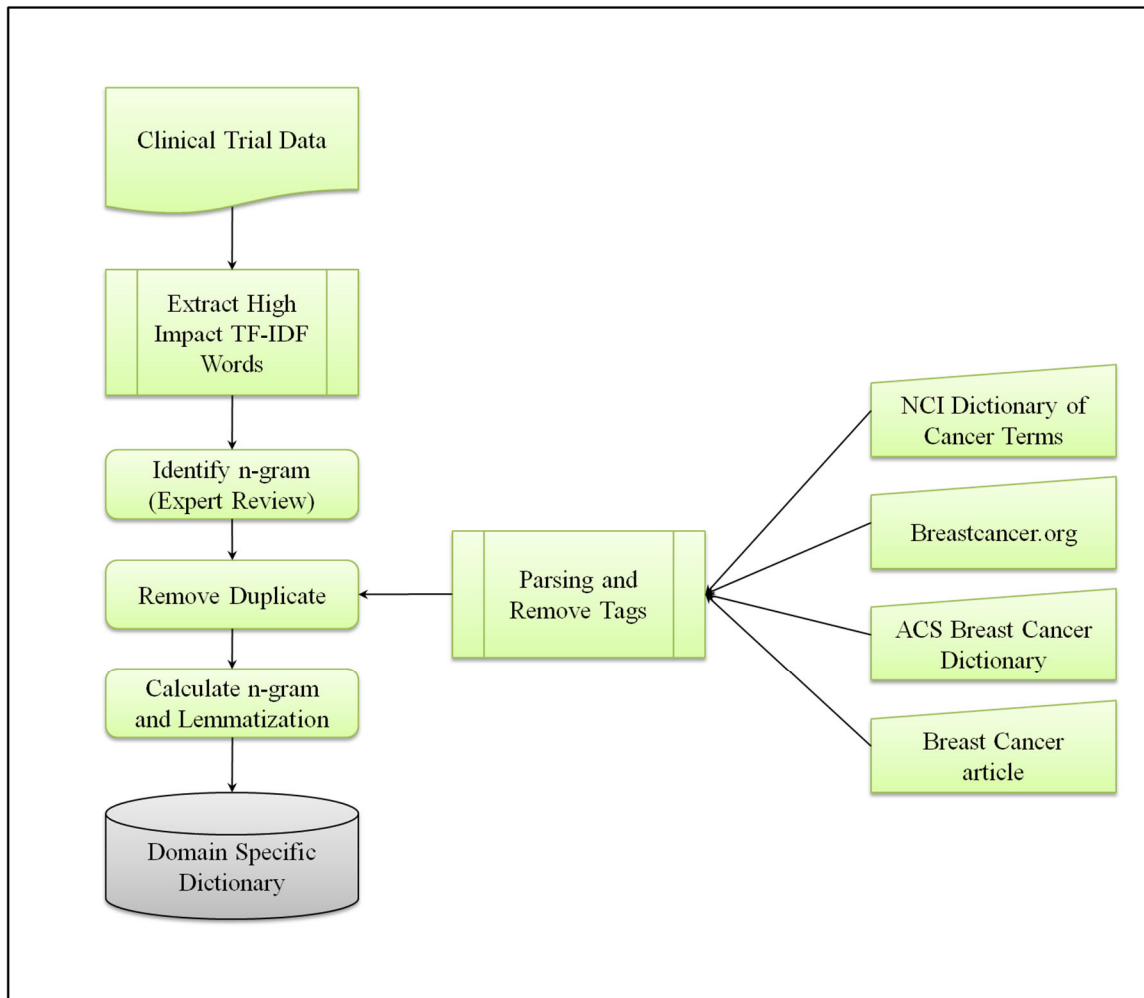 Clinical Trial Data
Extract High
Impact TF-IDF
Words
Identify n-gram
(Expert Review)
Remove Duplicate
Calculate n-gram
and Lemmatization
Domain Specific
Dictionary
Parsing and
Remove Tags
NCI Dictionary of
Cancer Terms
Breastcancer.org
ACS Breast Cancer
Dictionary
Breast Cancer
article